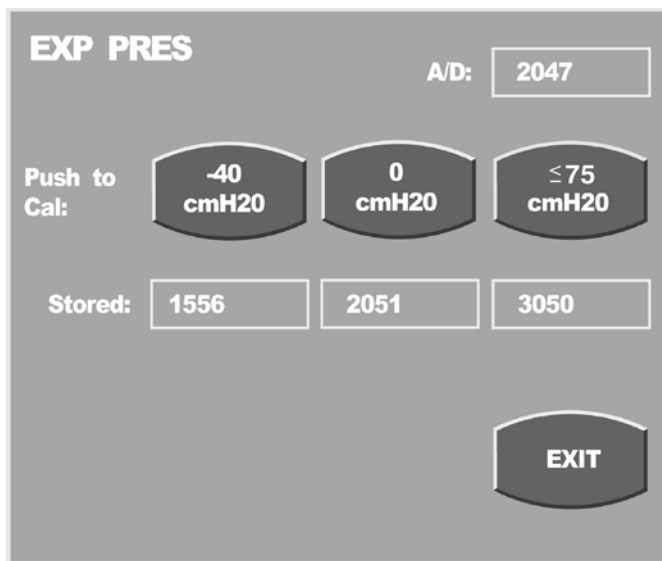 EXP PRES
A/D: 2047
Push to
Cal:
-40
cmH20
0
cmH20
≦75
cmH20
Stored: 1556 2051 3050
EXIT